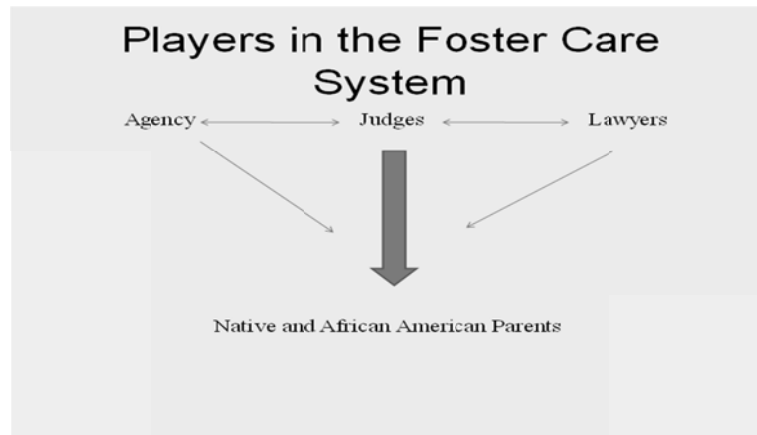 Players in the Foster Care
System
Agency Judges Lawyers
Native and African American Parents